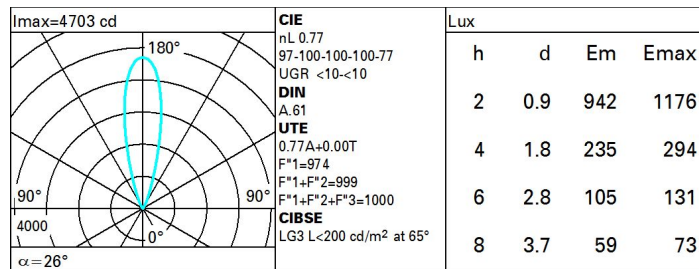 Imax=4703 cd
180°
90°
90°
4000
0°
α=26°
CIE
nL 0.77
97-100-100-100-77
UGR <10-<10
DIN
A.61
UTE
0.77A+0.00T
F"1=974
F"1+F"2=999
F"1+F"2+F"3=1000
CIBSE
LG3 L<200 cd/m² at 65°
Lux
h d Em Emax
2 0.9 942 1176
4 1.8 235 294
6 2.8 105 131
8 3.7 59 73